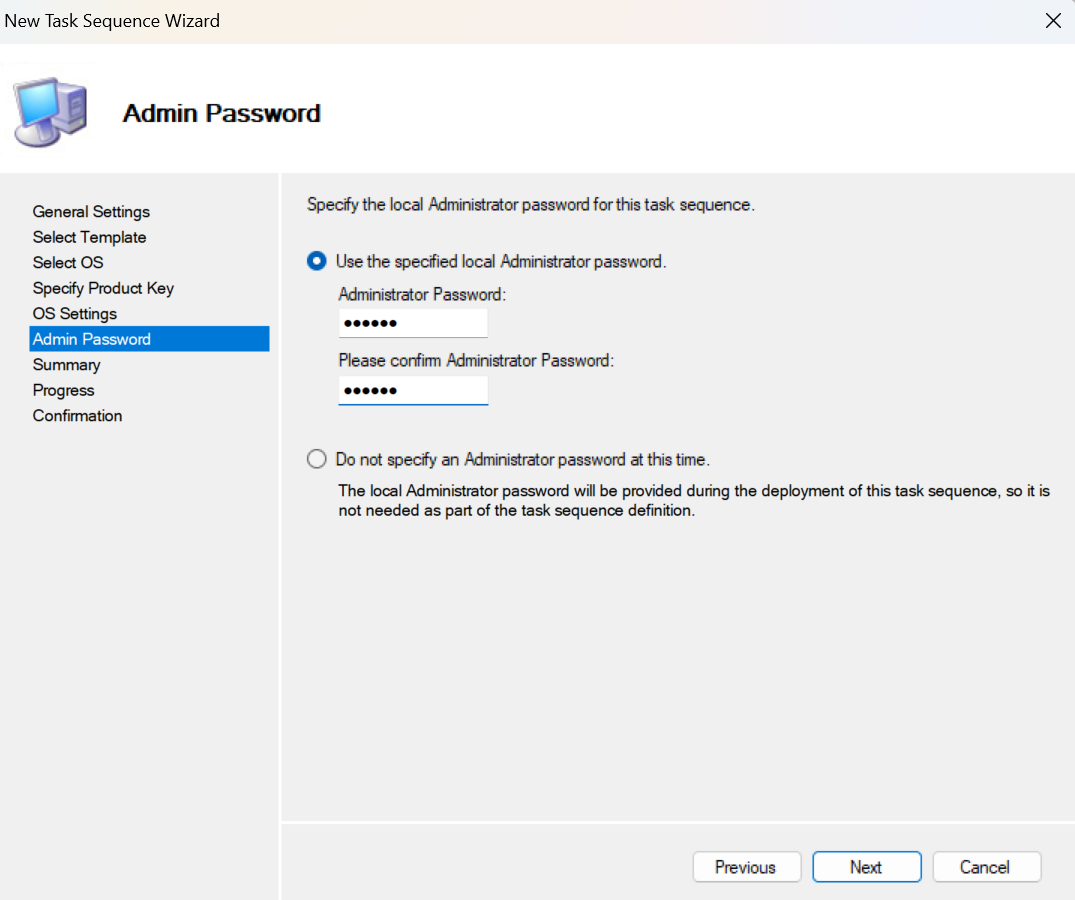 New Task Sequence Wizard
Admin Password
General Settings
Select Template
Select OS
Specify Product Key
OS Settings
Admin Password
Summary
Progress
Confirmation
Specify the local Administrator password for this task sequence.
Use the specified local Administrator password.
Administrator Password:
●●●●●●
Please confirm Administrator Password:
●●●●●●
Do not specify an Administrator password at this time.
The local Administrator password will be provided during the deployment of this task sequence, so it is
not needed as part of the task sequence definition.
Previous
Next
Cancel